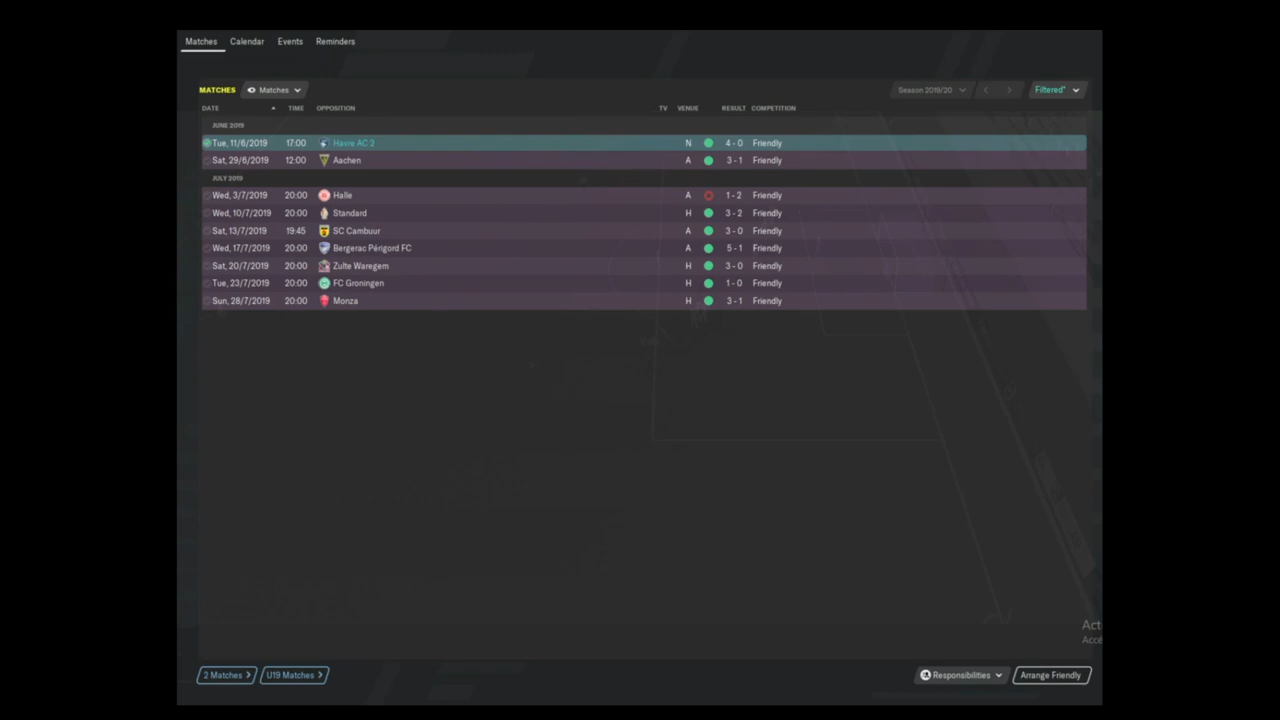 Matches Calendar Events Reminders
MATCHES Matches Season 2019/20 Filtered*
DATE TIME OPPOSITION TV VENUE RESULT COMPETITION
JUNE 2019
Tue, 11/6/2019 17:00 Havre AC 2 N 4 - 0 Friendly
Sat, 29/6/2019 12:00 Aachen A 3 - 1 Friendly
JULY 2019
Wed, 3/7/2019 20:00 Halle A 1 - 2 Friendly
Wed, 10/7/2019 20:00 Standard H 3 - 2 Friendly
Sat, 13/7/2019 19:45 SC Cambuur A 3 - 0 Friendly
Wed, 17/7/2019 20:00 Bergerac Périgord FC A 5 - 1 Friendly
Sat, 20/7/2019 20:00 Zulte Waregem H 3 - 0 Friendly
Tue, 23/7/2019 20:00 FC Groningen H 1 - 0 Friendly
Sun, 28/7/2019 20:00 Monza H 3 - 1 Friendly
Act
Accé
2 Matches > U19 Matches > Responsibilities Arrange Friendly